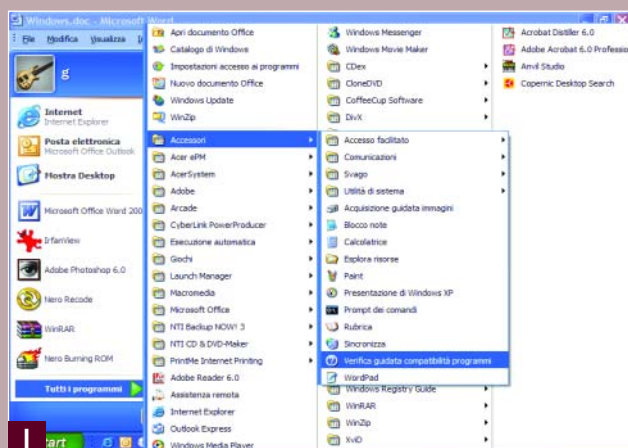 Windows.doc - Microsoft Word
File Modifica Visualizza
g
Internet
Internet Explorer
Posta elettronica
Microsoft Office Outlook
Mostra Desktop
Microsoft Office Word 200
IrfanView
Adobe Photoshop 6.0
Nero Recode
WinRAR
Nero Burning ROM
Tutti i programmi
Apri documento Office
Catalogo di Windows
Impostazioni accesso ai programmi
Nuovo documento Office
Windows Update
WinZip
Accessori
Acer ePM
AcerSystem
Adobe
Arcade
CyberLink PowerProducer
Esecuzione automatica
Giochi
Launch Manager
Macromedia
Microsoft Office
NTI Backup NOW! 3
NTI CD & DVD-Maker
PrintMe Internet Printing
Adobe Reader 6.0
Assistenza remota
Internet Explorer
Outlook Express
Windows Media Player
Windows Messenger
Windows Movie Maker
CDex
CloneDVD
CoffeeCup Software
DivX
Accesso facilitato
Comunicazioni
Svago
Utilità di sistema
Acquisizione guidata immagini
Blocco note
Calcolatrice
Esplora risorse
Paint
Presentazione di Windows XP
Prompt dei comandi
Rubrica
Sincronizza
Verifica guidata compatibilità programmi
WordPad
Windows Registry Guide
WinRAR
WinZip
XviD
Acrobat Distiller 6.0
Adobe Acrobat 6.0 Professio
Anvil Studio
Copernic Desktop Search
art